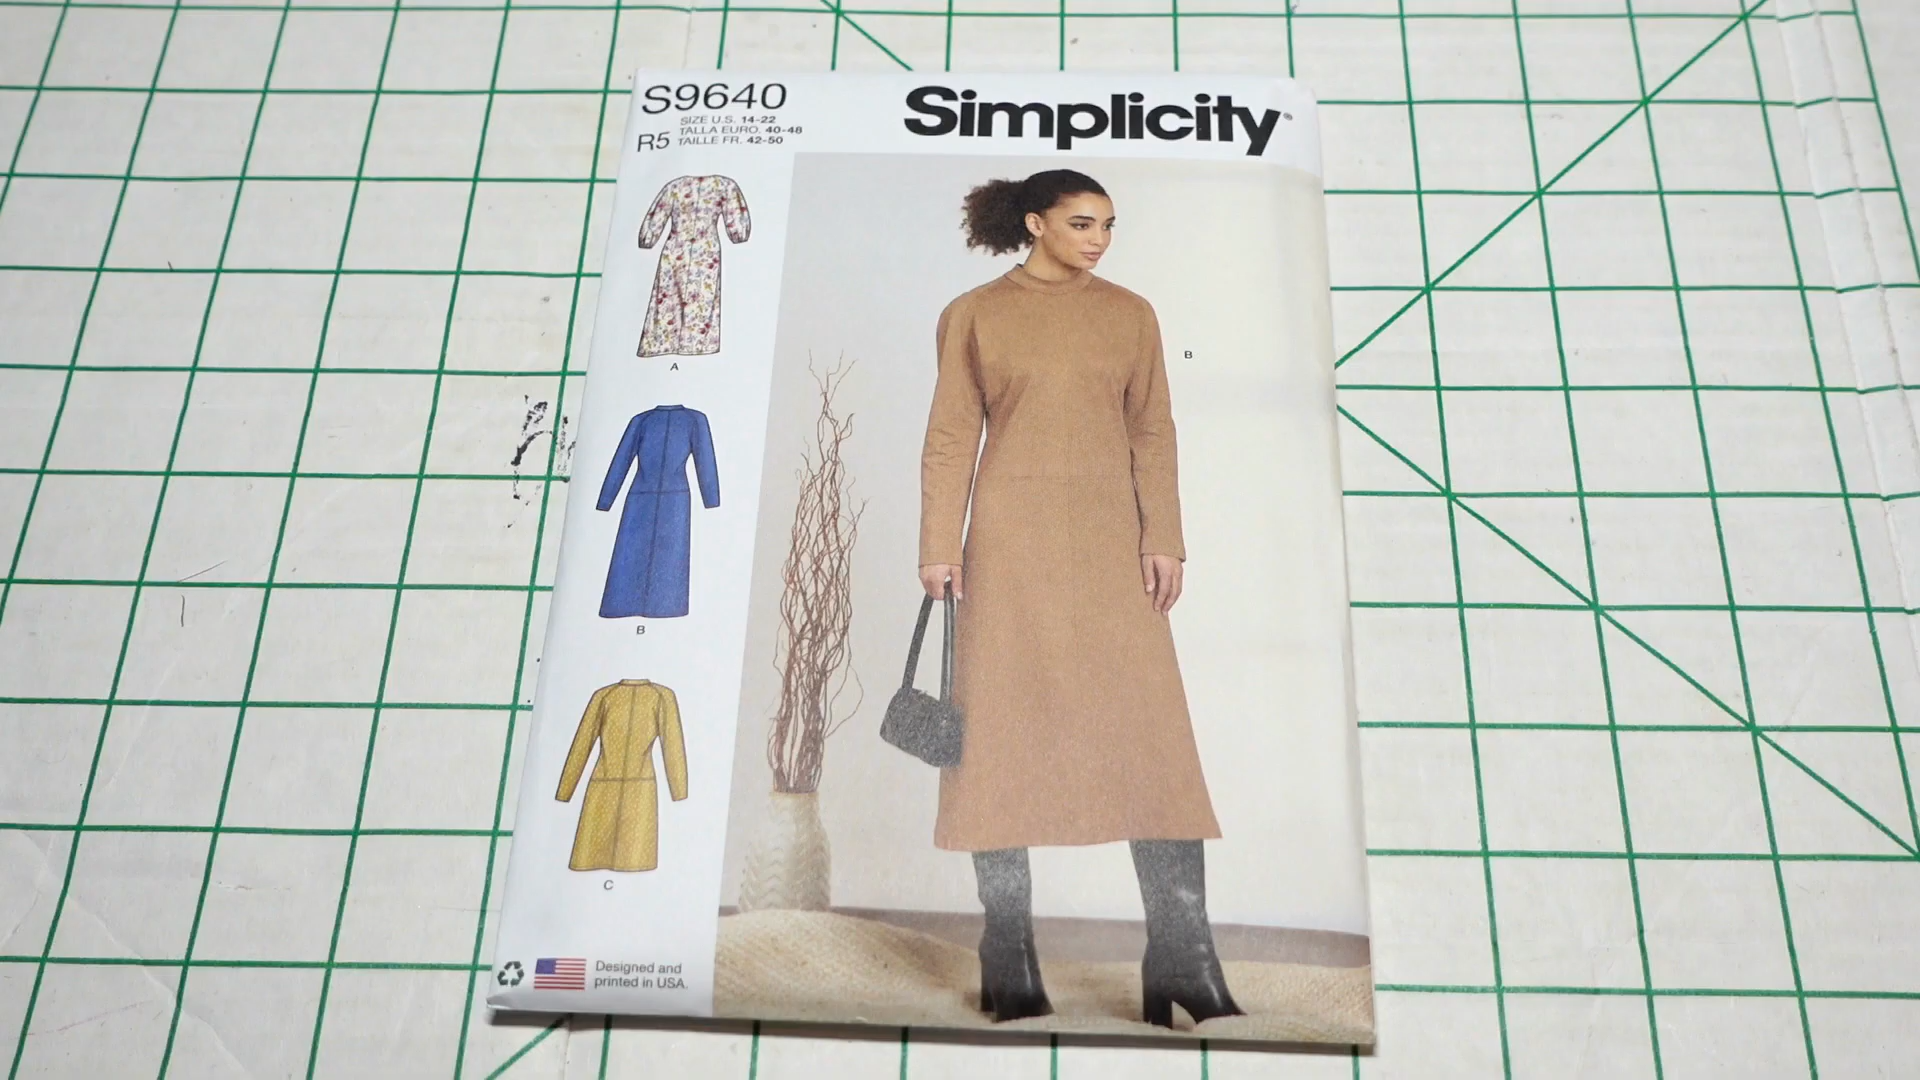 S9640
Simplicity®
R5
SIZE U.S. 14-22
TALLA EURO. 40-48
TAILLE FR. 42-50
A
B
B
C
Designed and
printed in USA.